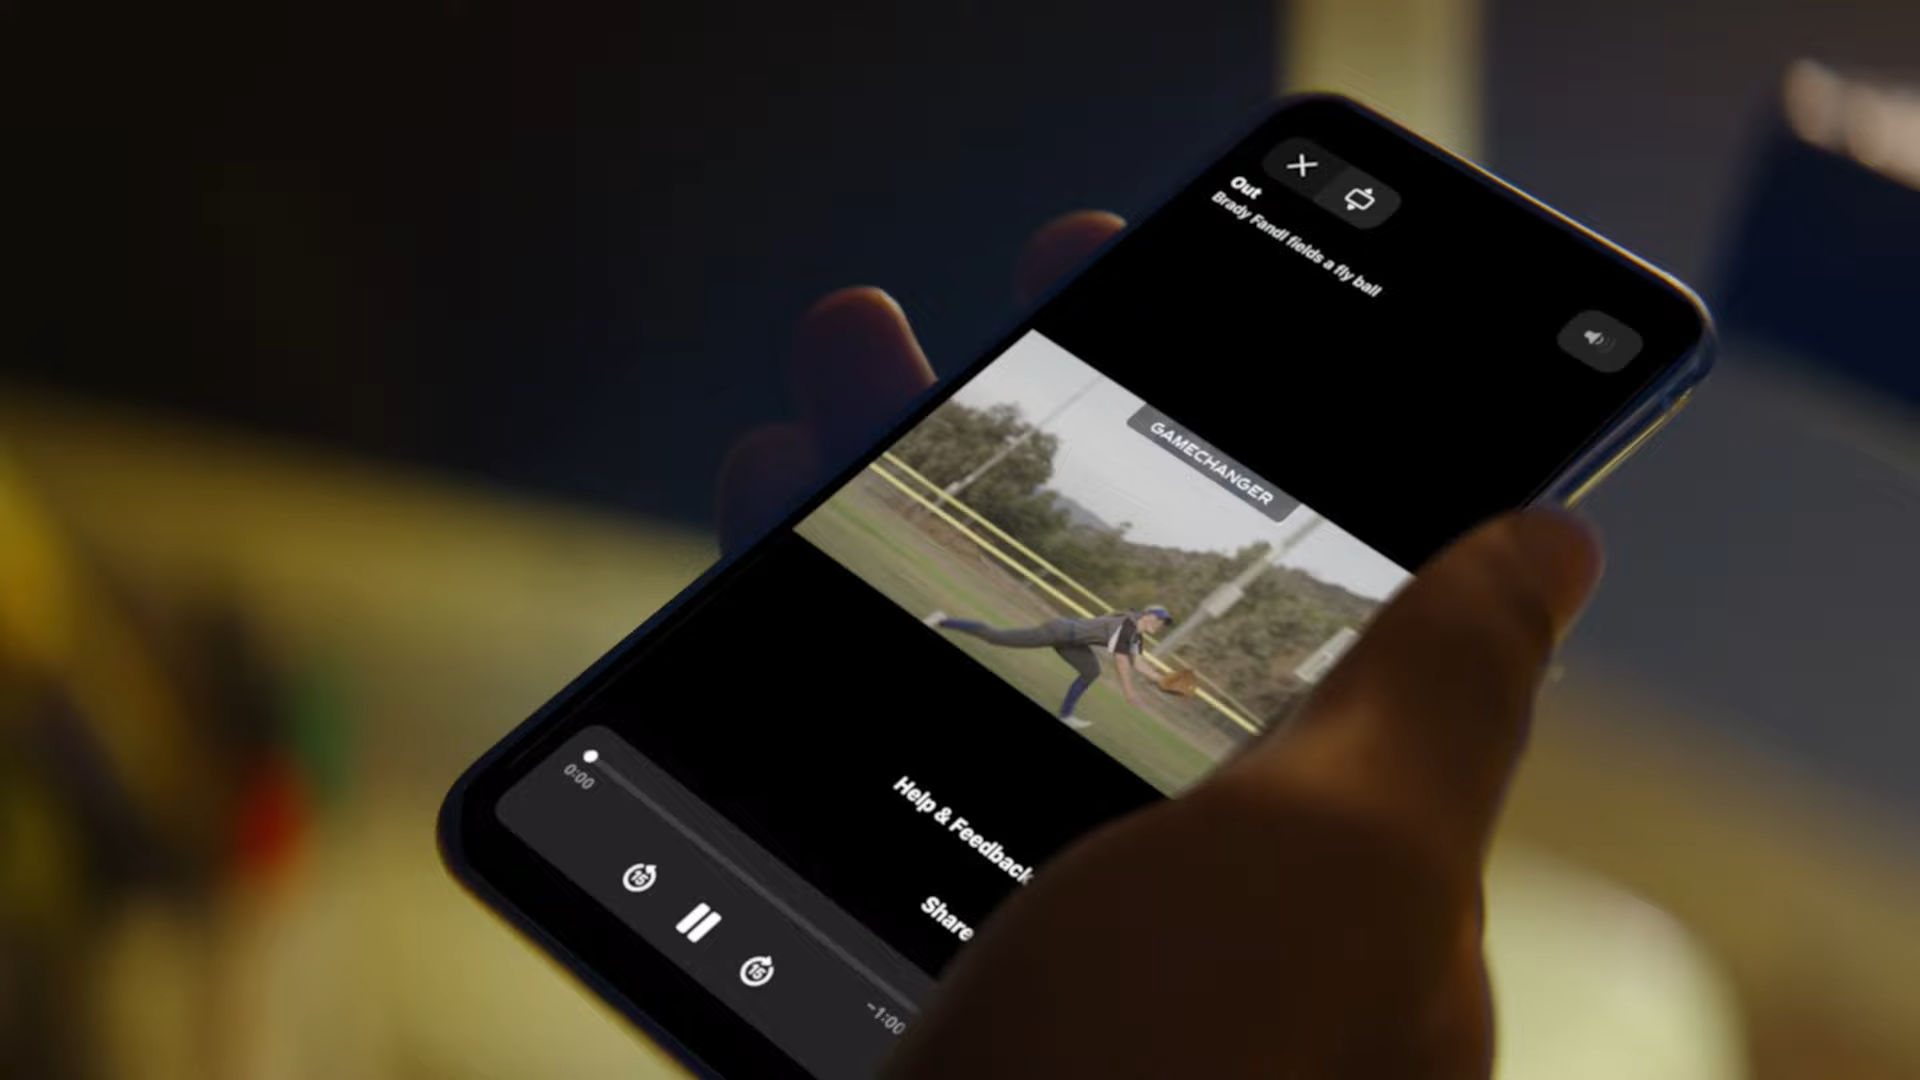 Out
Brady Fandl fields a fly ball
GAMECHANGER
Help & Feedback
Share
0:00
-1:00
15
15